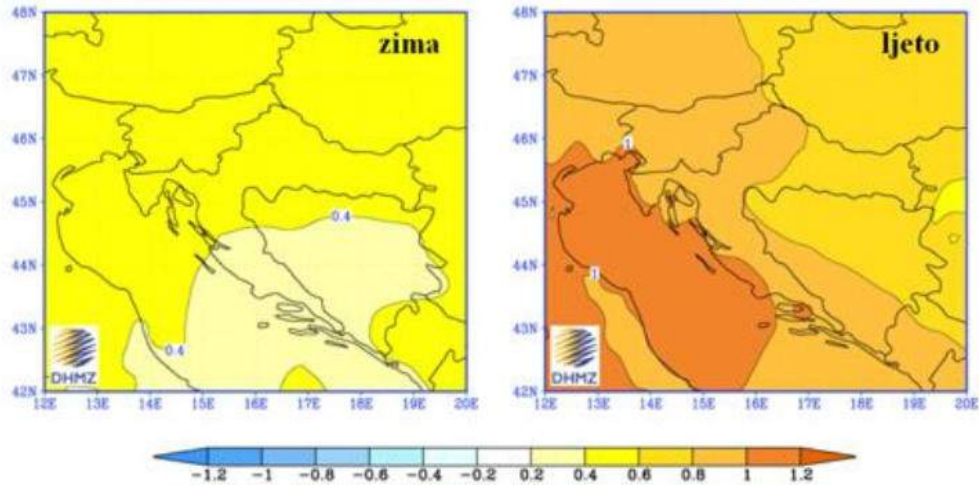 48N
zima
47N
46N
45N
0.4
44N
43N
0.4
DHMZ
42N
12E 13E 14E 15E 16E 17E 18E 19E 20E
48N
ljeto
47N
46N
1
45N
44N
1
43N
DHMZ
42N
12E 13E 14E 15E 16E 17E 18E 19E 20E
-1.2 -1 -0.8 -0.6 -0.4 -0.2 0.2 0.4 0.6 0.8 1 1.2